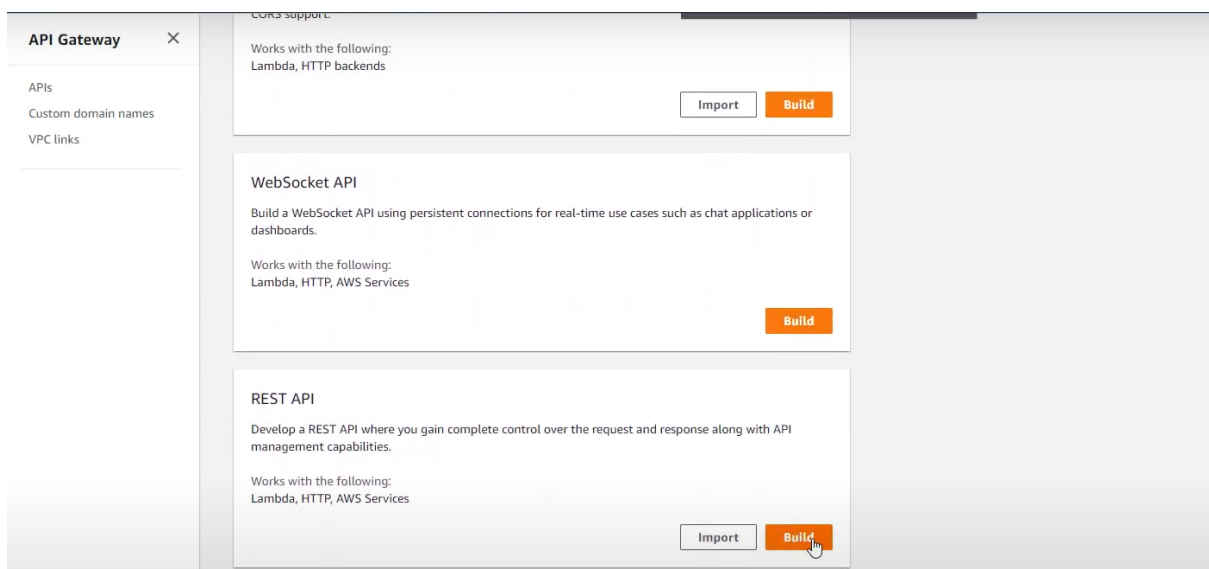 API Gateway
APIs
Custom domain names
VPC links
CORS support.
Works with the following:
Lambda, HTTP backends
Import
Build
WebSocket API
Build a WebSocket API using persistent connections for real-time use cases such as chat applications or
dashboards.
Works with the following:
Lambda, HTTP, AWS Services
Build
REST API
Develop a REST API where you gain complete control over the request and response along with API
management capabilities.
Works with the following:
Lambda, HTTP, AWS Services
Import
Build